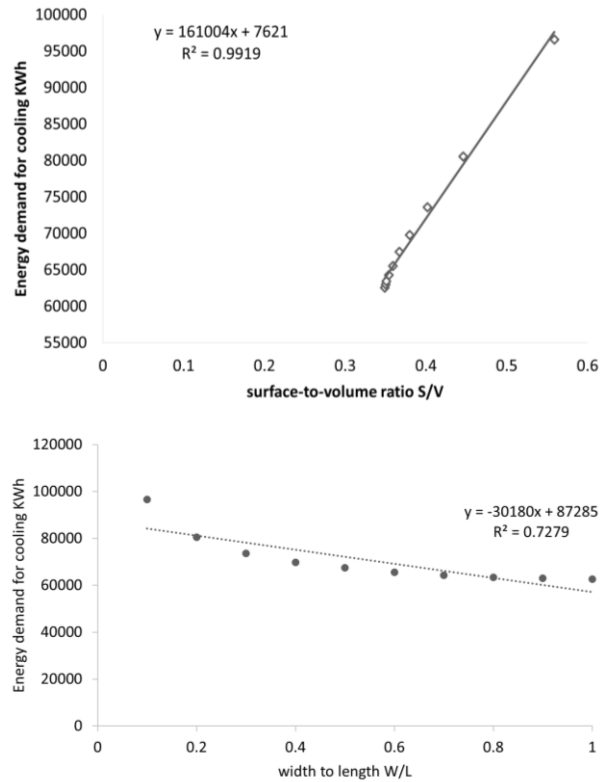 y = 161004x + 7621
R² = 0.9919
Energy demand for cooling KWh
100000
95000
90000
85000
80000
75000
70000
65000
60000
55000
0 0.1 0.2 0.3 0.4 0.5 0.6
surface-to-volume ratio S/V
y = -30180x + 87285
R² = 0.7279
Energy demand for cooling KWh
120000
100000
80000
60000
40000
20000
0
0 0.2 0.4 0.6 0.8 1
width to length W/L